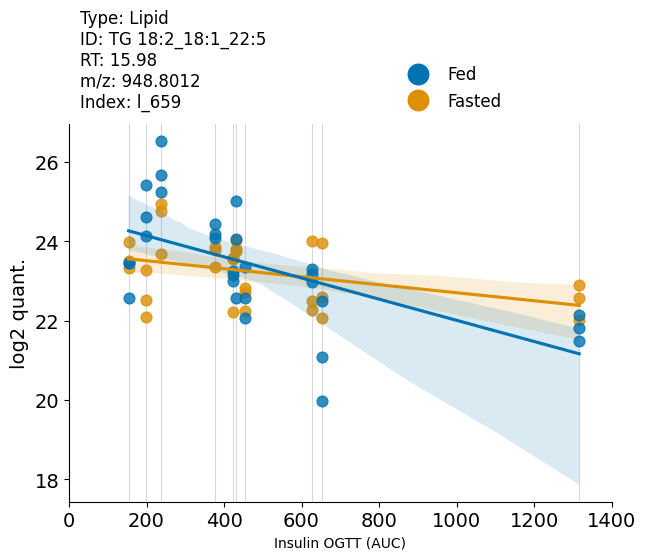 Type: Lipid
ID: TG 18:2_18:1_22:5
RT: 15.98
m/z: 948.8012
Index: l_659
Fed
Fasted
26
24
22
20
18
log2 quant.
0 200 400 600 800 1000 1200 1400
Insulin OGTT (AUC)